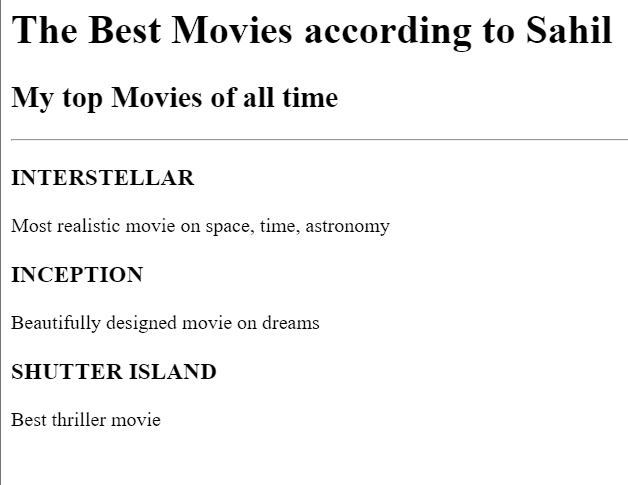 The Best Movies according to Sahil
My top Movies of all time
INTERSTELLAR
Most realistic movie on space, time, astronomy
INCEPTION
Beautifully designed movie on dreams
SHUTTER ISLAND
Best thriller movie